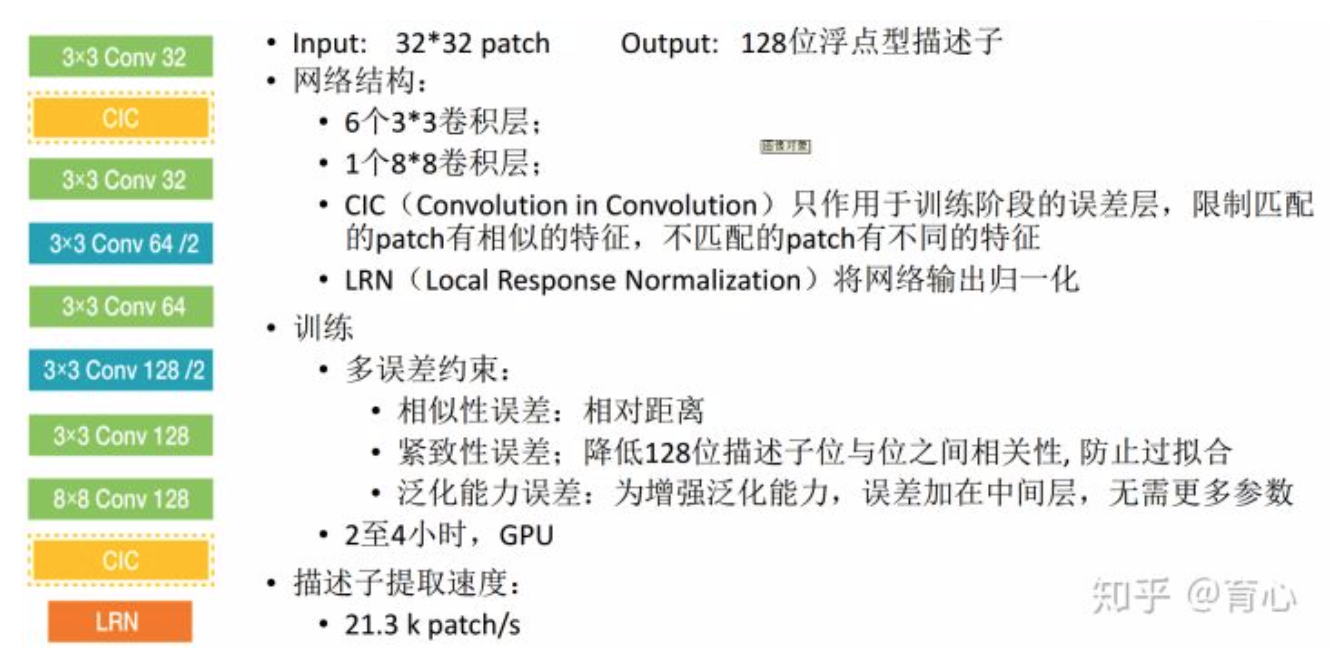 3×3 Conv 32
CIC
3×3 Conv 32
3×3 Conv 64 /2
3×3 Conv 64
3×3 Conv 128 /2
3×3 Conv 128
8×8 Conv 128
CIC
LRN
• Input: 32*32 patch Output: 128位浮点型描述子
• 网络结构：
• 6个3*3卷积层；
• 1个8*8卷积层；
图像对象
• CIC（Convolution in Convolution）只作用于训练阶段的误差层，限制匹配
的patch有相似的特征，不匹配的patch有不同的特征
• LRN（Local Response Normalization）将网络输出归一化
• 训练
• 多误差约束：
• 相似性误差：相对距离
• 紧致性误差；降低128位描述子位与位之间相关性, 防止过拟合
• 泛化能力误差：为增强泛化能力，误差加在中间层，无需更多参数
• 2至4小时，GPU
• 描述子提取速度：
• 21.3 k patch/s
知乎 @育心